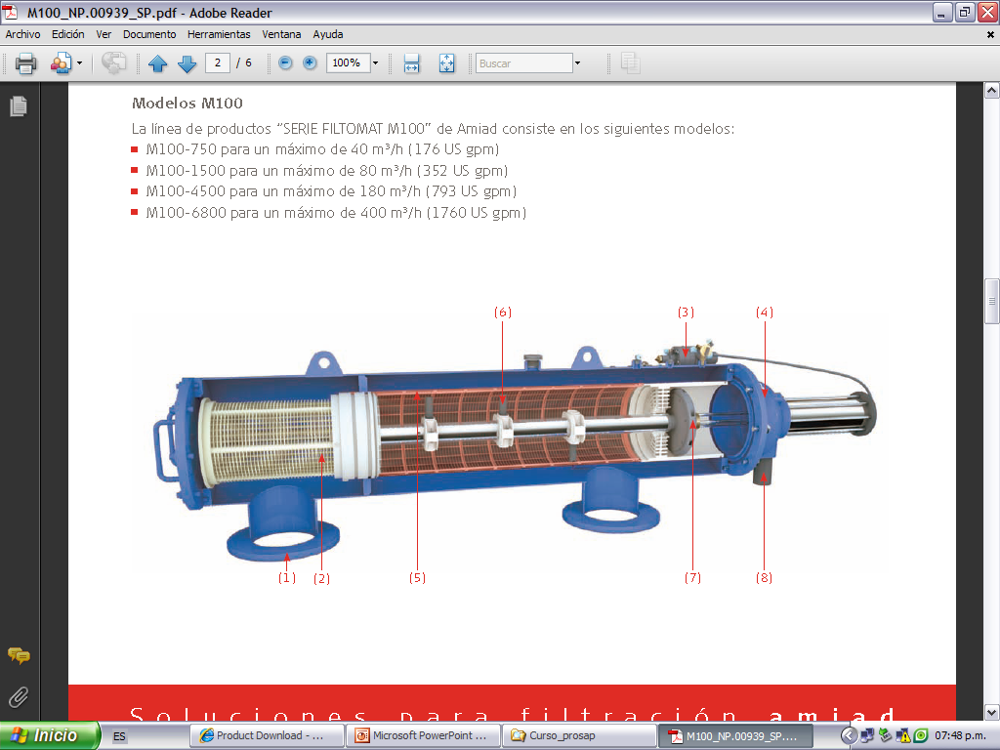 M100_NP.00939_SP.pdf - Adobe Reader
Archivo Edición Ver Documento Herramientas Ventana Ayuda
2 / 6 100% Buscar
Modelos M100
La línea de productos “SERIE FILTOMAT M100” de Amiad consiste en los siguientes modelos:
M100-750 para un máximo de 40 m³/h (176 US gpm)
M100-1500 para un máximo de 80 m³/h (352 US gpm)
M100-4500 para un máximo de 180 m³/h (793 US gpm)
M100-6800 para un máximo de 400 m³/h (1760 US gpm)
(6) (3) (4)
(1) (2) (5) (7) (8)
Soluciones para filtración amiad
Inicio ES Product Download - ... Microsoft PowerPoint ... Curso_prosap M100_NP.00939_SP.... 07:48 p.m.